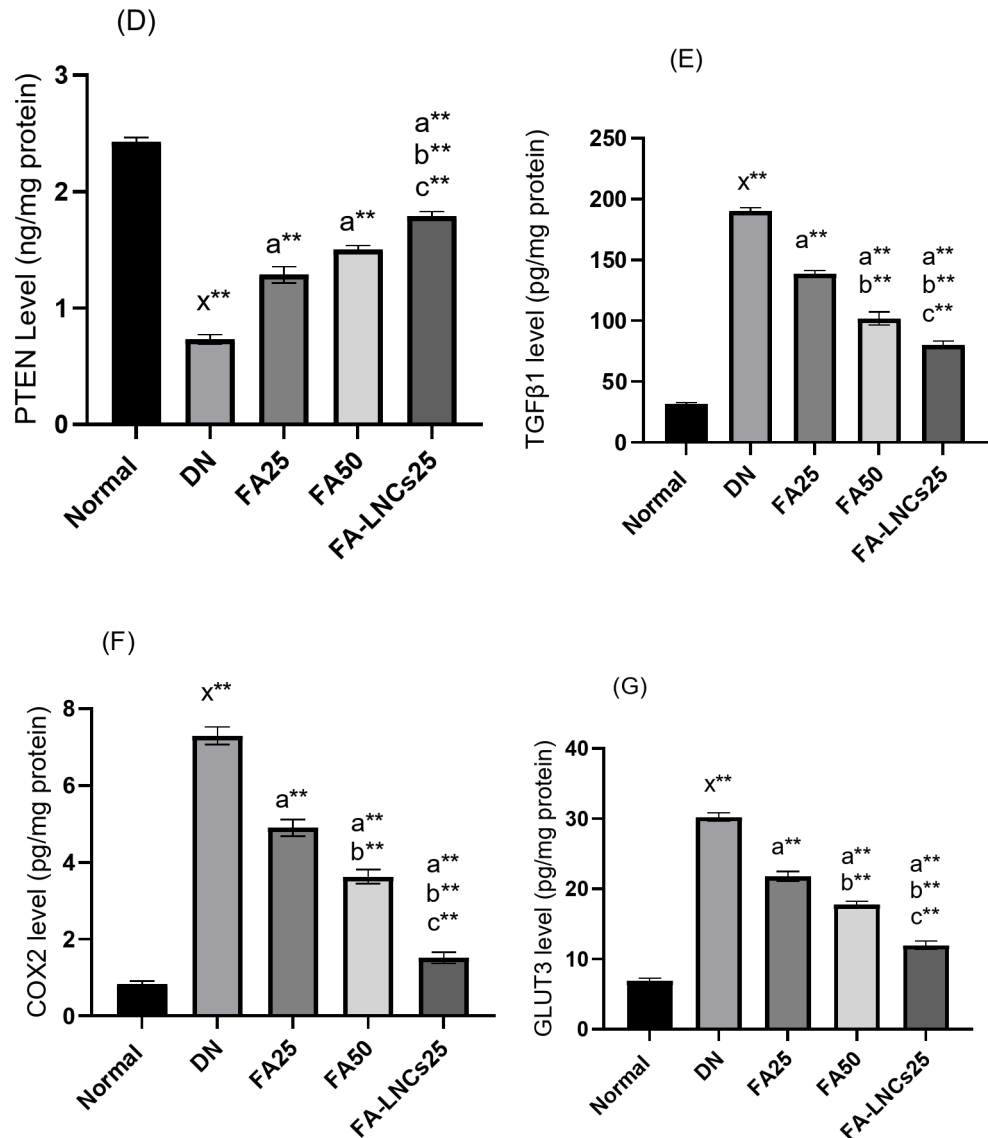 (D)
PTEN Level (ng/mg protein)
3
2
1
0
x**
a**
a**
a**
b**
c**
Normal
DN
FA25
FA50
FA-LNCs25
(E)
TGFβ1 level (pg/mg protein)
250
200
150
100
50
0
x**
a**
a**
b**
a**
b**
c**
Normal
DN
FA25
FA50
FA-LNCs25
(F)
COX2 level (pg/mg protein)
8
6
4
2
0
x**
a**
a**
b**
a**
b**
c**
Normal
DN
FA25
FA50
FA-LNCs25
(G)
GLUT3 level (pg/mg protein)
40
30
20
10
0
x**
a**
a**
b**
a**
b**
c**
Normal
DN
FA25
FA50
FA-LNCs25